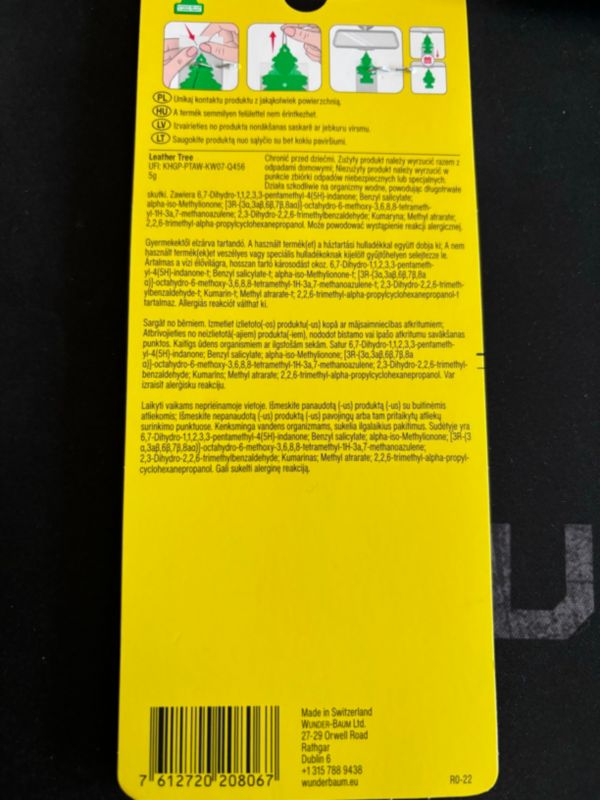 PL Unikaj kontaktu produktu z jakąkolwiek powierzchnią.
HU A termék semmilyen felülettel nem érintkezhet.
LV Izvairieties no produkta nonākšanas saskarē ar jebkuru virsmu.
LT Saugokite produktą nuo sąlyčio su bet kokiu paviršiumi.
Leather Tree
UFI: KHGP-PTAW-KW07-Q456
5g
Chronić przed dziećmi. Zużyty produkt należy wyrzucić razem z
odpadami domowymi; Niezużyty produkt należy wyrzucić w
punkcie zbiórki odpadów niebezpiecznych lub specjalnych.
Działa szkodliwie na organizmy wodne, powodując długotrwałe
skutki. Zawiera 6,7-Dihydro-1,1,2,3,3-pentamethyl-4(5H)-indanone; Benzyl salicylate;
alpha-iso-Methylionone; [3R-(3α,3aβ,6β,7β,8aα)]-octahydro-6-methoxy-3,6,8,8-tetrameth-
yl-1H-3a,7-methanoazulene; 2,3-Dihydro-2,2,6-trimethylbenzaldehyde; Kumaryna; Methyl atrarate;
2,2,6-trimethyl-alpha-propylcyclohexanepropanol. Może powodować wystąpienie reakcji alergicznej.
Gyermekektől elzárva tartandó. A használt termék(ef) a háztartási hulladékkal együtt dobja ki; A nem
használt termék(ek)et veszélyes vagy speciális hulladékoknak kijelölt gyűjtőhelyen selejtezze le.
Ártalmas a vízi élővilágra, hosszan tartó károsodást okoz. 6,7-Dihydro-1,1,2,3,3-pentameth-
yl-4(5H)-indanone-t; Benzyl salicylate-t; alpha-iso-Methylionone-t; [3R-(3α,3aβ,6β,7β,8a
α)]-octahydro-6-methoxy-3,6,8,8-tetramethyl-1H-3a,7-methanoazulene-t; 2,3-Dihydro-2,2,6-trimeth-
ylbenzaldehyde-t; Kumarin-t; Methyl atrarate-t; 2,2,6-trimethyl-alpha-propylcyclohexanepropanol-t
tartalmaz. Allergiás reakciót válthat ki.
Sargāt no bērniem. Izmetiet izlietoto(-os) produktu(-us) kopā ar mājsaimniecības atkritumiem;
Atbrīvojieties no neizlietotā(-ajiem) produkta(-iem), nododot bīstamo vai īpašo atkritumu savākšanas
punktos. Kaitīgs ūdens organismiem ar ilgstošām sekām. Satur 6,7-Dihydro-1,1,2,3,3-pentameth-
yl-4(5H)-indanone; Benzyl salicylate; alpha-iso-Methylionone; [3R-(3α,3aβ,6β,7β,8a
α)]-octahydro-6-methoxy-3,6,8,8-tetramethyl-1H-3a,7-methanoazulene; 2,3-Dihydro-2,2,6-trimethyl-
benzaldehyde; Kumarins; Methyl atrarate; 2,2,6-trimethyl-alpha-propylcyclohexanepropanol. Var
izraisīt alerģisku reakciju.
Laikyti vaikams neprieinamoje vietoje. Išmeskite panaudotą (-us) produktą (-us) su buitinėmis
atliekomis; Išmeskite nepanaudotą (-us) produktą (-us) pavojingų arba tam pritaikytų atliekų
surinkimo punktuose. Kenksminga vandens organizmams, sukelia ilgalaikius pakitimus. Sudėtyje yra
6,7-Dihydro-1,1,2,3,3-pentamethyl-4(5H)-indanone; Benzyl salicylate; alpha-iso-Methylionone; [3R-(3
α,3aβ,6β,7β,8aα)]-octahydro-6-methoxy-3,6,8,8-tetramethyl-1H-3a,7-methanoazulene;
2,3-Dihydro-2,2,6-trimethylbenzaldehyde; Kumarinas; Methyl atrarate; 2,2,6-trimethyl-alpha-propyl-
cyclohexanepropanol. Gali sukelti alerginę reakciją.
Made in Switzerland
WUNDER-BAUM Ltd.
27-29 Orwell Road
Rathgar
Dublin 6
+1 315 788 9438
wunderbaum.eu
7 612720 208067
RO-22
U